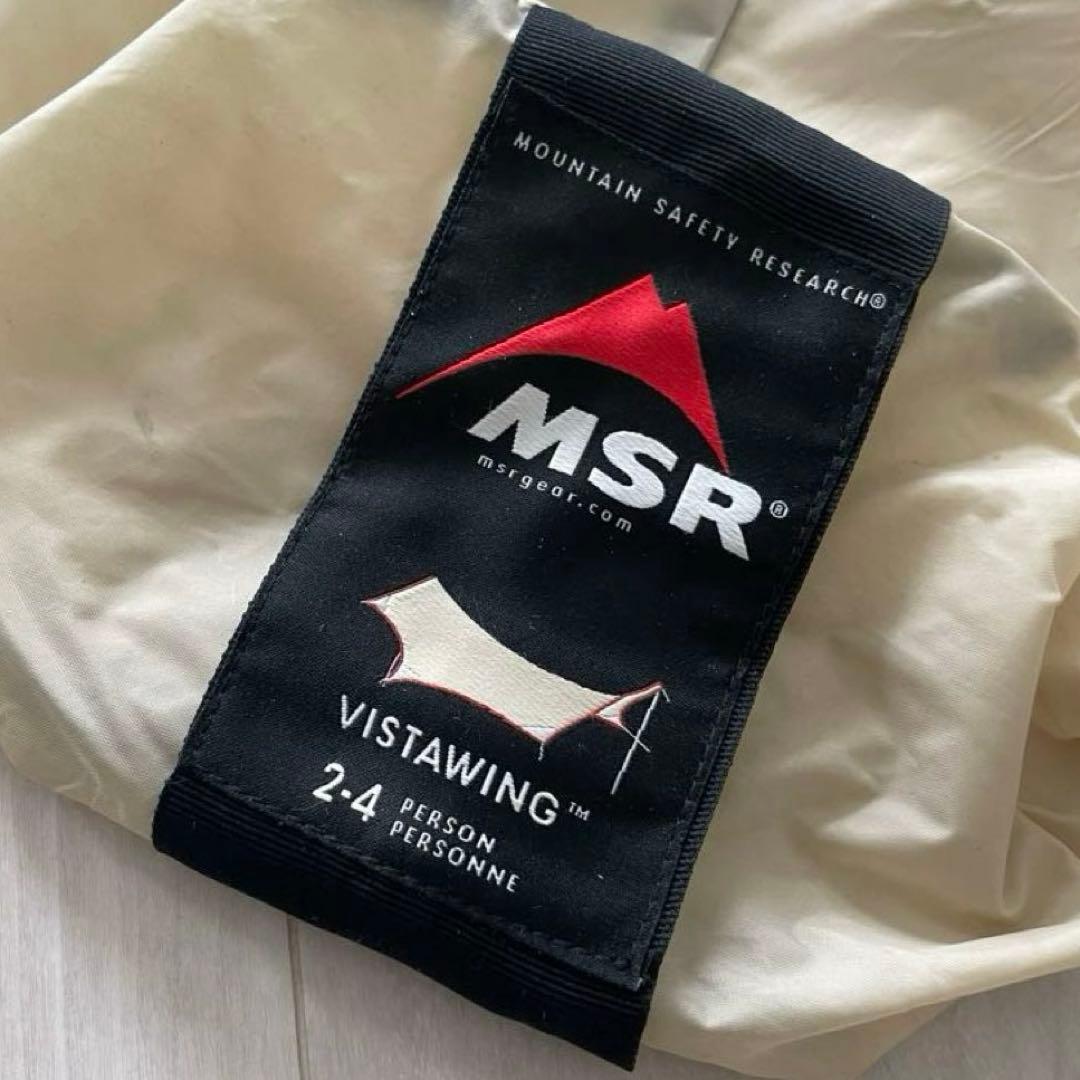 MOUNTAIN SAFETY RESEARCH®
MSR®
msrgear.com
VISTAWING™
2-4 PERSON
PERSONNE